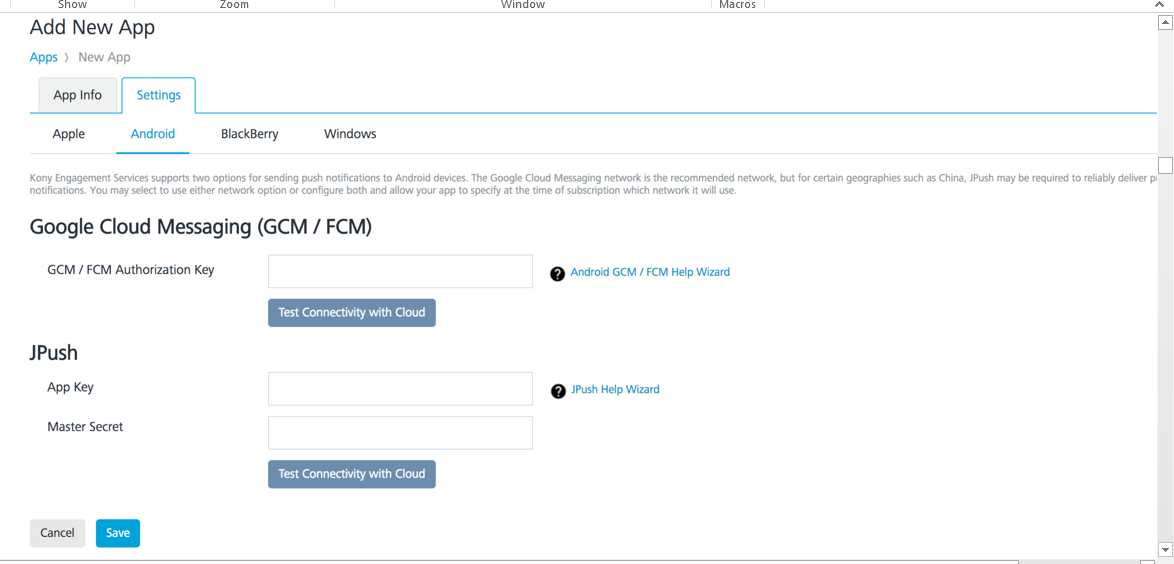 Show Zoom Window Macros
Add New App
Apps 〉 New App
App Info Settings
Apple Android BlackBerry Windows
Kony Engagement Services supports two options for sending push notifications to Android devices. The Google Cloud Messaging network is the recommended network, but for certain geographies such as China, JPush may be required to reliably deliver
notifications. You may select to use either network option or configure both and allow your app to specify at the time of subscription which network it will use.
Google Cloud Messaging (GCM / FCM)
GCM / FCM Authorization Key
? Android GCM / FCM Help Wizard
Test Connectivity with Cloud
JPush
App Key
? JPush Help Wizard
Master Secret
Test Connectivity with Cloud
Cancel Save